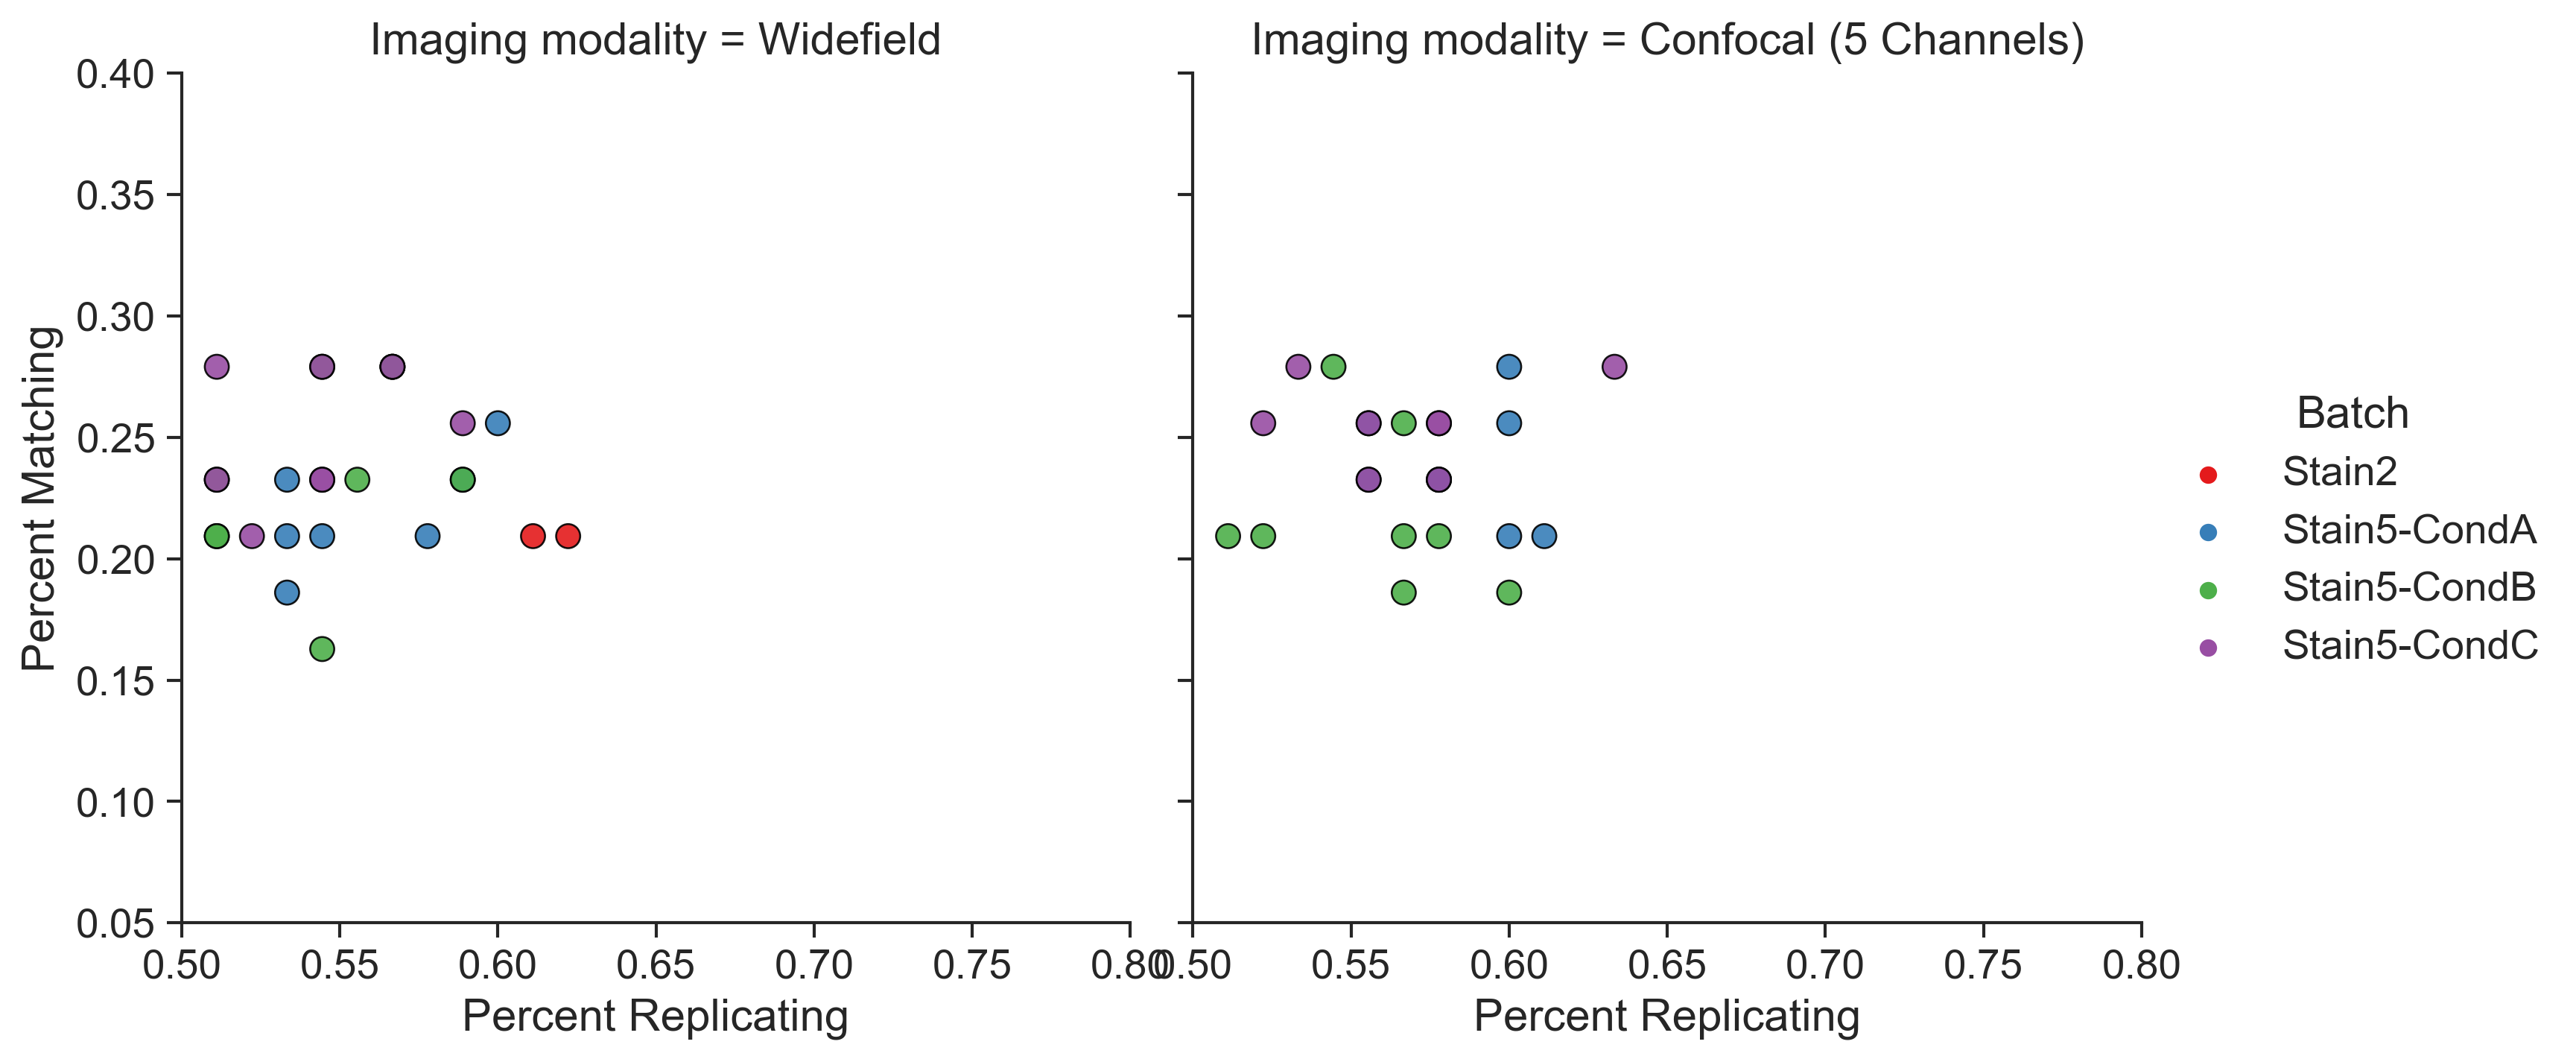 Imaging modality = Widefield
Imaging modality = Confocal (5 Channels)
0.40
0.35
0.30
0.25
0.20
0.15
0.10
0.05
Percent Matching
0.50 0.55 0.60 0.65 0.70 0.75 0.80
0.50 0.55 0.60 0.65 0.70 0.75 0.80
Percent Replicating
Percent Replicating
Batch
Stain2
Stain5-CondA
Stain5-CondB
Stain5-CondC